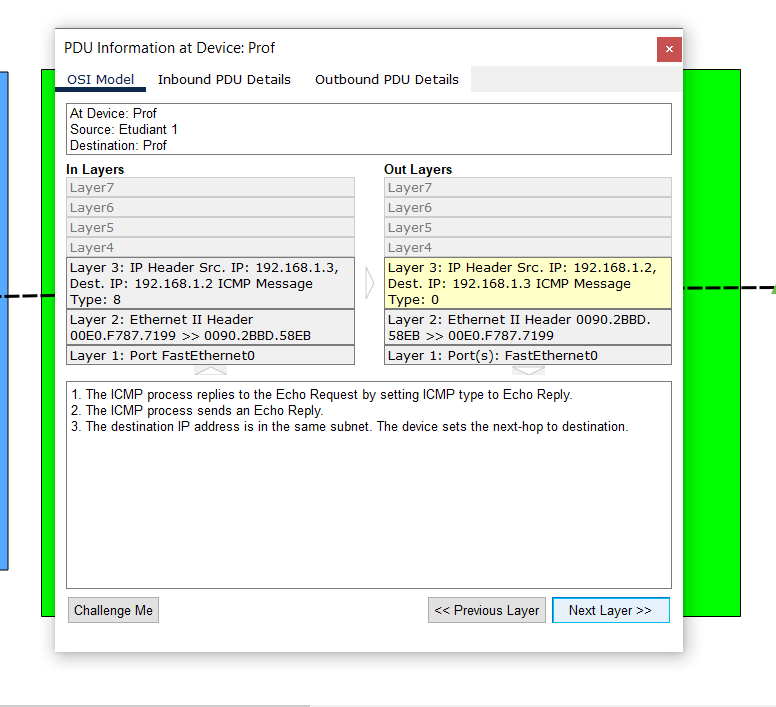 PDU Information at Device: Prof
OSI Model Inbound PDU Details Outbound PDU Details
At Device: Prof
Source: Etudiant 1
Destination: Prof
In Layers
Layer7
Layer6
Layer5
Layer4
Layer 3: IP Header Src. IP: 192.168.1.3,
Dest. IP: 192.168.1.2 ICMP Message
Type: 8
Layer 2: Ethernet II Header
00E0.F787.7199 >> 0090.2BBD.58EB
Layer 1: Port FastEthernet0
Out Layers
Layer7
Layer6
Layer5
Layer4
Layer 3: IP Header Src. IP: 192.168.1.2,
Dest. IP: 192.168.1.3 ICMP Message
Type: 0
Layer 2: Ethernet II Header 0090.2BBD.
58EB >> 00E0.F787.7199
Layer 1: Port(s): FastEthernet0
1. The ICMP process replies to the Echo Request by setting ICMP type to Echo Reply.
2. The ICMP process sends an Echo Reply.
3. The destination IP address is in the same subnet. The device sets the next-hop to destination.
Challenge Me << Previous Layer Next Layer >>